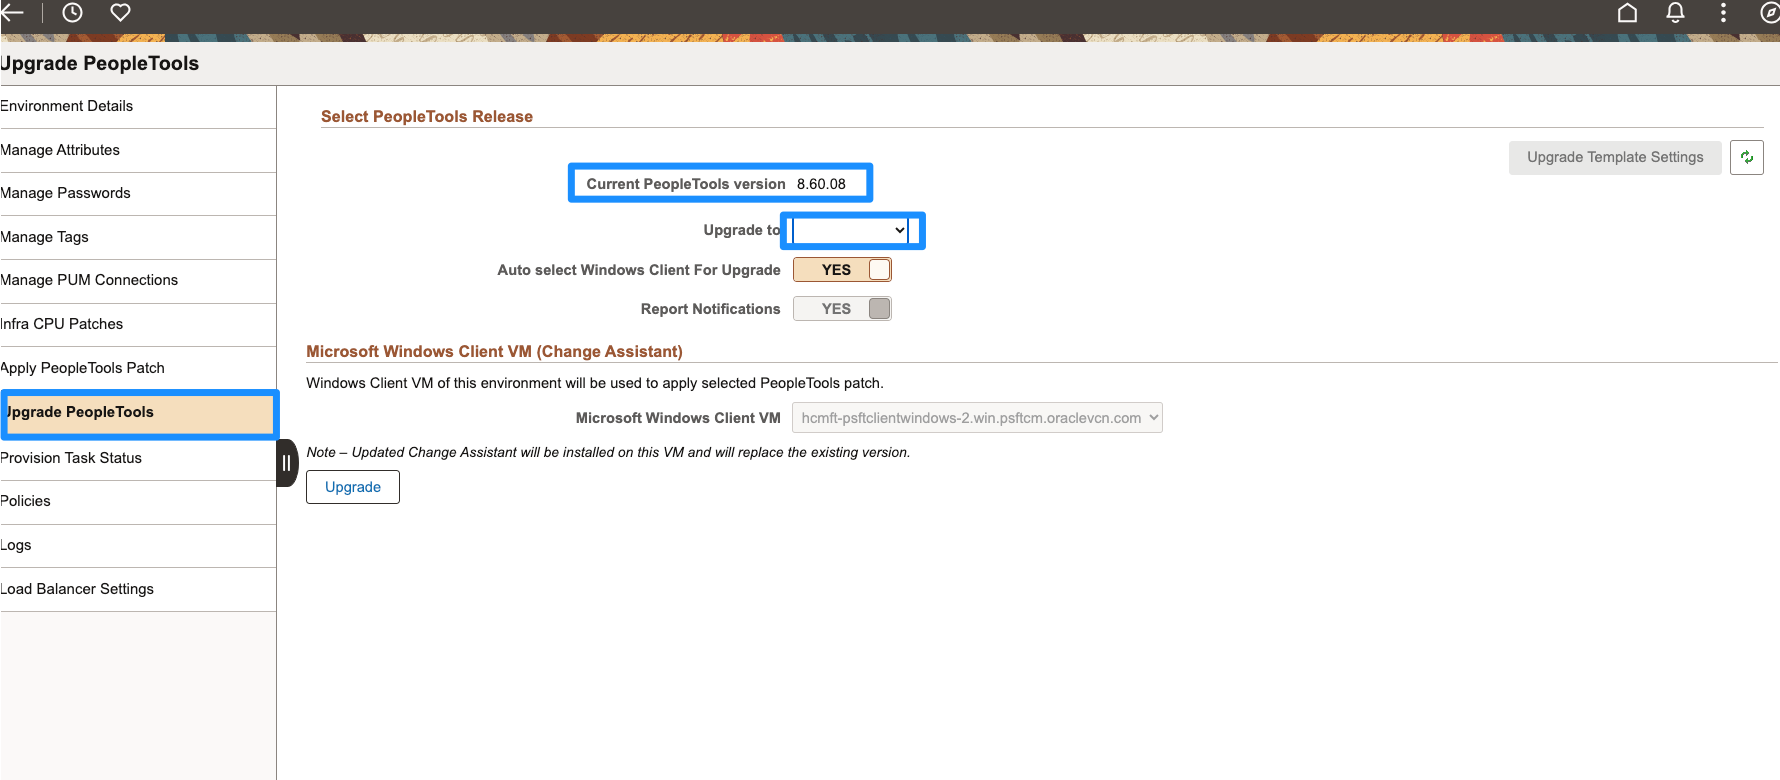 Upgrade PeopleTools
Environment Details
Manage Attributes
Manage Passwords
Manage Tags
Manage PUM Connections
Infra CPU Patches
Apply PeopleTools Patch
Upgrade PeopleTools
Provision Task Status
Policies
Logs
Load Balancer Settings
Select PeopleTools Release
Upgrade Template Settings
Current PeopleTools version 8.60.08
Upgrade to
Auto select Windows Client For Upgrade YES
Report Notifications YES
Microsoft Windows Client VM (Change Assistant)
Windows Client VM of this environment will be used to apply selected PeopleTools patch.
Microsoft Windows Client VM hcmft-psftclientwindows-2.win.psftcm.oraclevcn.com
Note – Updated Change Assistant will be installed on this VM and will replace the existing version.
Upgrade